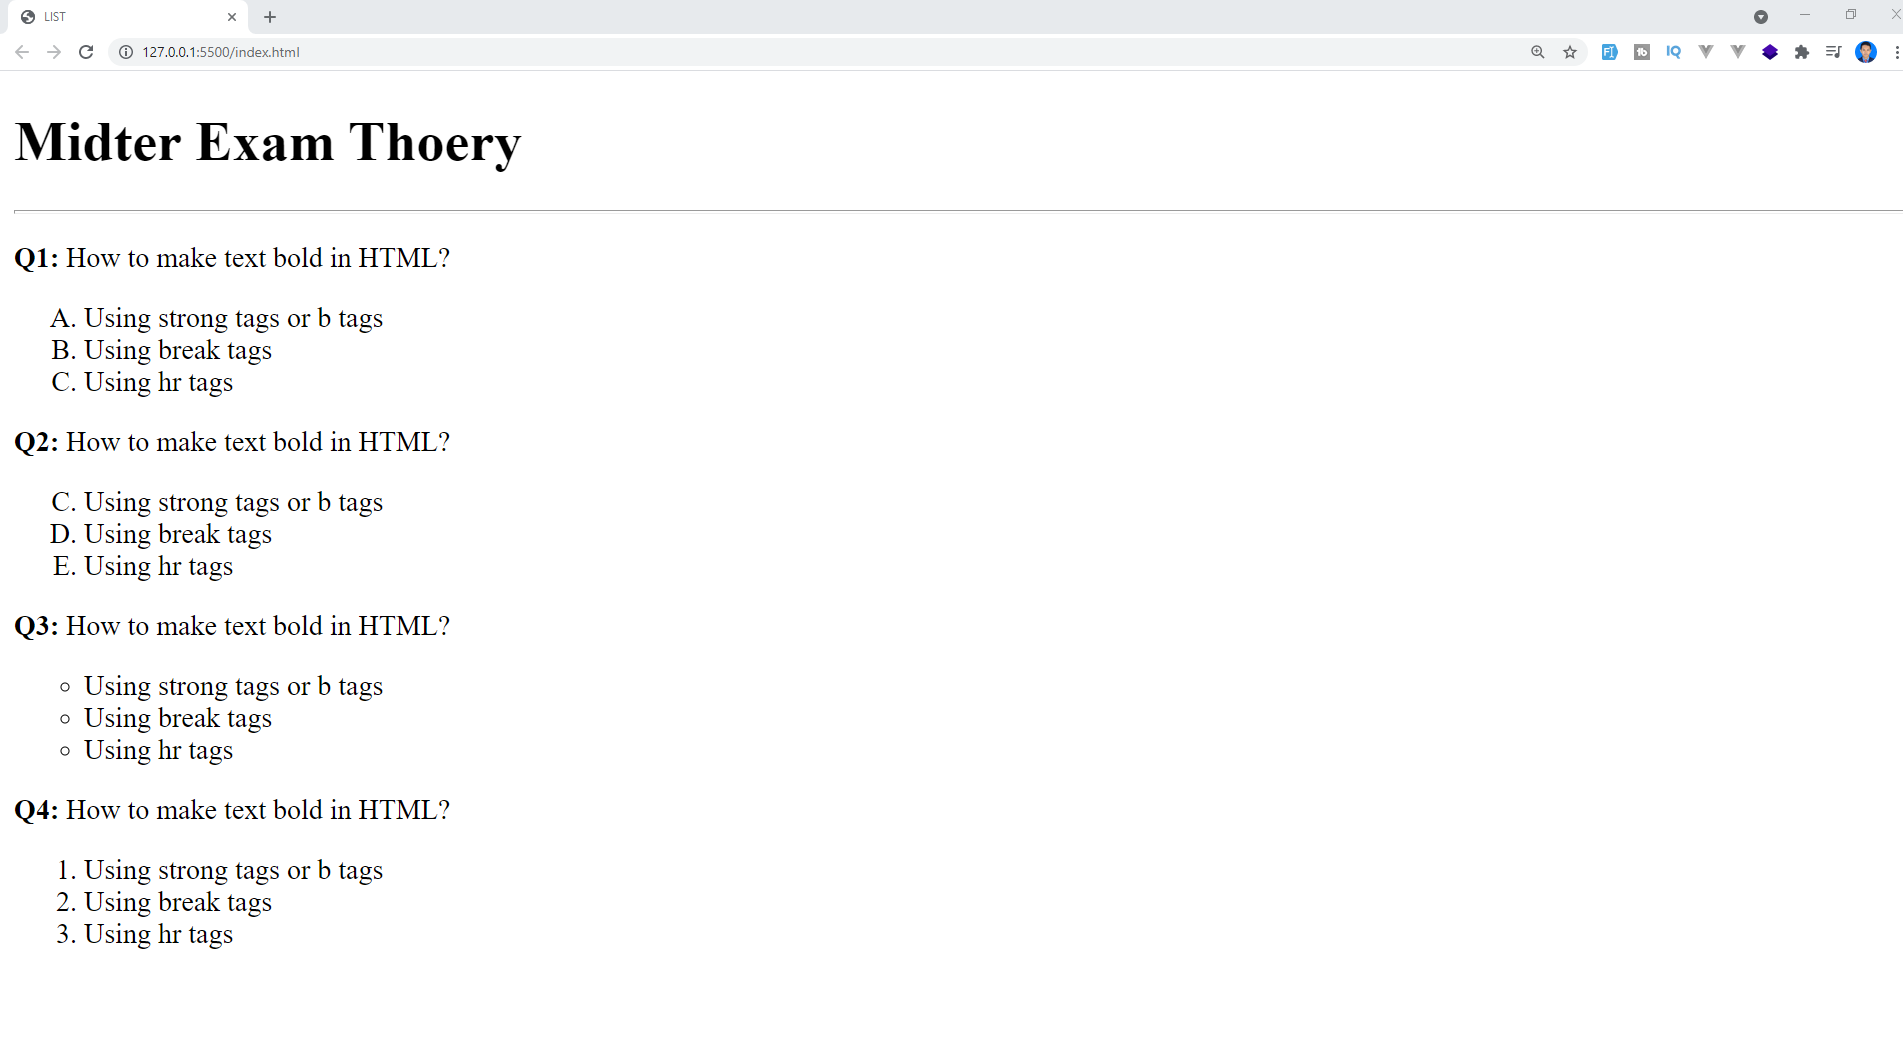 LIST
127.0.0.1:5500/index.html
IQ
Midter Exam Thoery
Q1: How to make text bold in HTML?
A. Using strong tags or b tags
B. Using break tags
C. Using hr tags
Q2: How to make text bold in HTML?
C. Using strong tags or b tags
D. Using break tags
E. Using hr tags
Q3: How to make text bold in HTML?
Using strong tags or b tags
Using break tags
Using hr tags
Q4: How to make text bold in HTML?
1. Using strong tags or b tags
2. Using break tags
3. Using hr tags